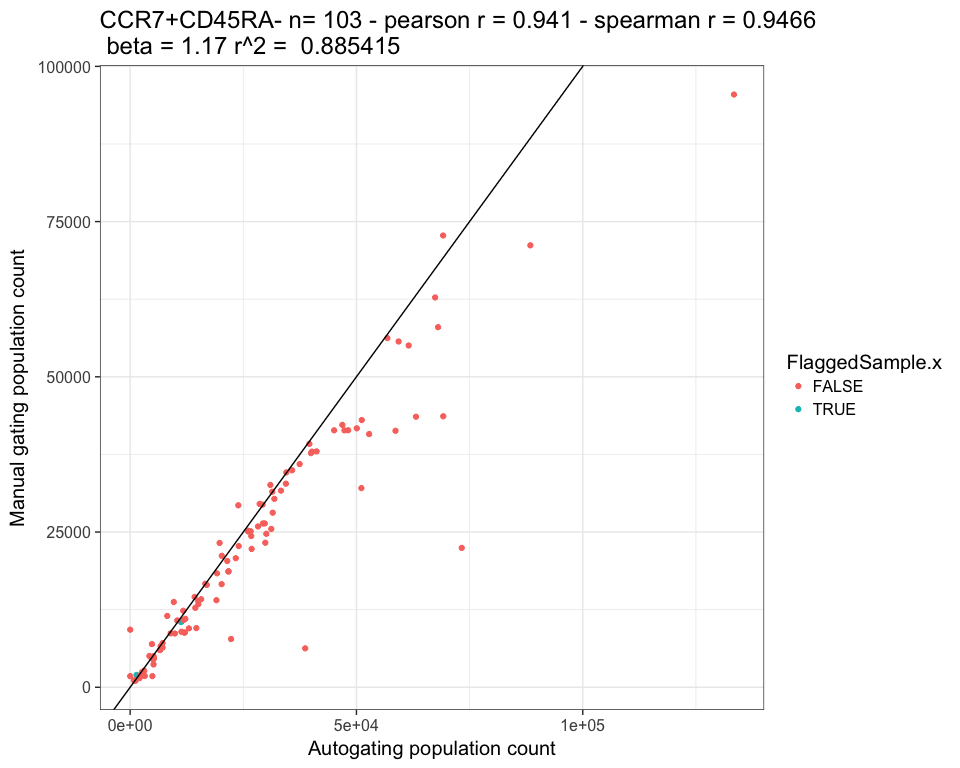 CCR7+CD45RA- n= 103 - pearson r = 0.941 - spearman r = 0.9466
beta = 1.17 r^2 =  0.885415
100000
75000
50000
25000
0
Manual gating population count
0e+00
5e+04
1e+05
Autogating population count
FlaggedSample.x
FALSE
TRUE